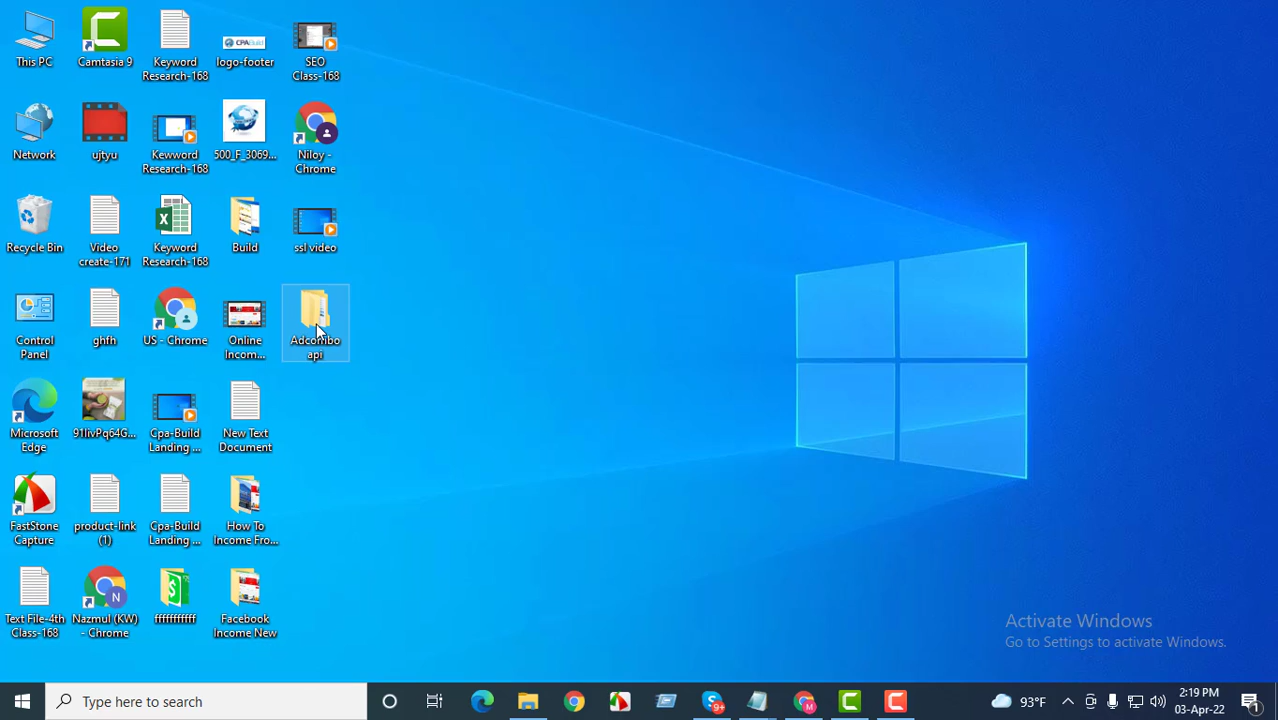 This PC
Camtasia 9
Keyword
Research-168
logo-footer
CPABuild
SEO
Class-168
Network
ujtyu
Kewword
Research-168
500_F_3069...
Niloy -
Chrome
Recycle Bin
Video
create-171
Keyword
Research-168
Build
ssl video
Control
Panel
ghfh
US - Chrome
Online
Incom...
Adcombo
api
Microsoft
Edge
91IivPq64G...
Cpa-Build
Landing ...
New Text
Document
FastStone
Capture
product-link
(1)
Cpa-Build
Landing ...
How To
Income Fro...
Text File-4th
Class-168
N
Nazmul (KW)
- Chrome
fffffffffff
Facebook
Income New
Activate Windows
Go to Settings to activate Windows.
Type here to search
9+
M
93°F
2:19 PM
03-Apr-22
1